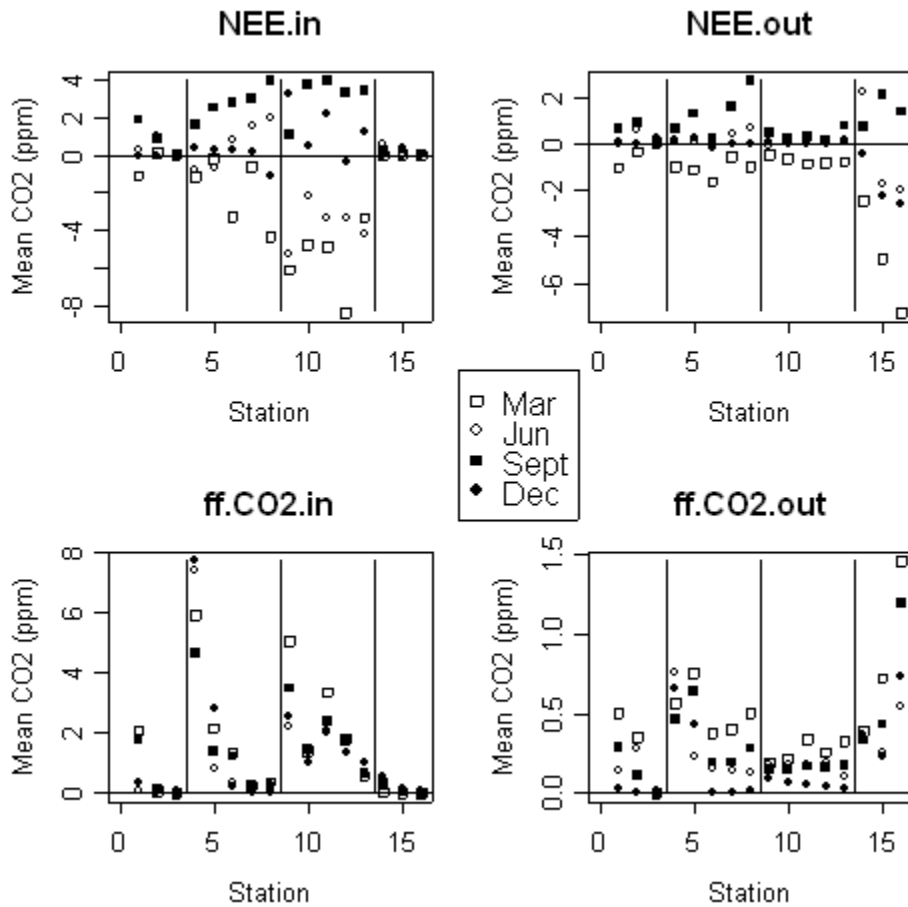 NEE.in
Mean CO2 (ppm)
4
2
0
-4
-8
0 5 10 15
Station
NEE.out
Mean CO2 (ppm)
2
0
-2
-4
-6
0 5 10 15
Station
Mar
Jun
Sept
Dec
ff.CO2.in
Mean CO2 (ppm)
8
6
4
2
0
0 5 10 15
Station
ff.CO2.out
Mean CO2 (ppm)
1.5
1.0
0.5
0.0
0 5 10 15
Station